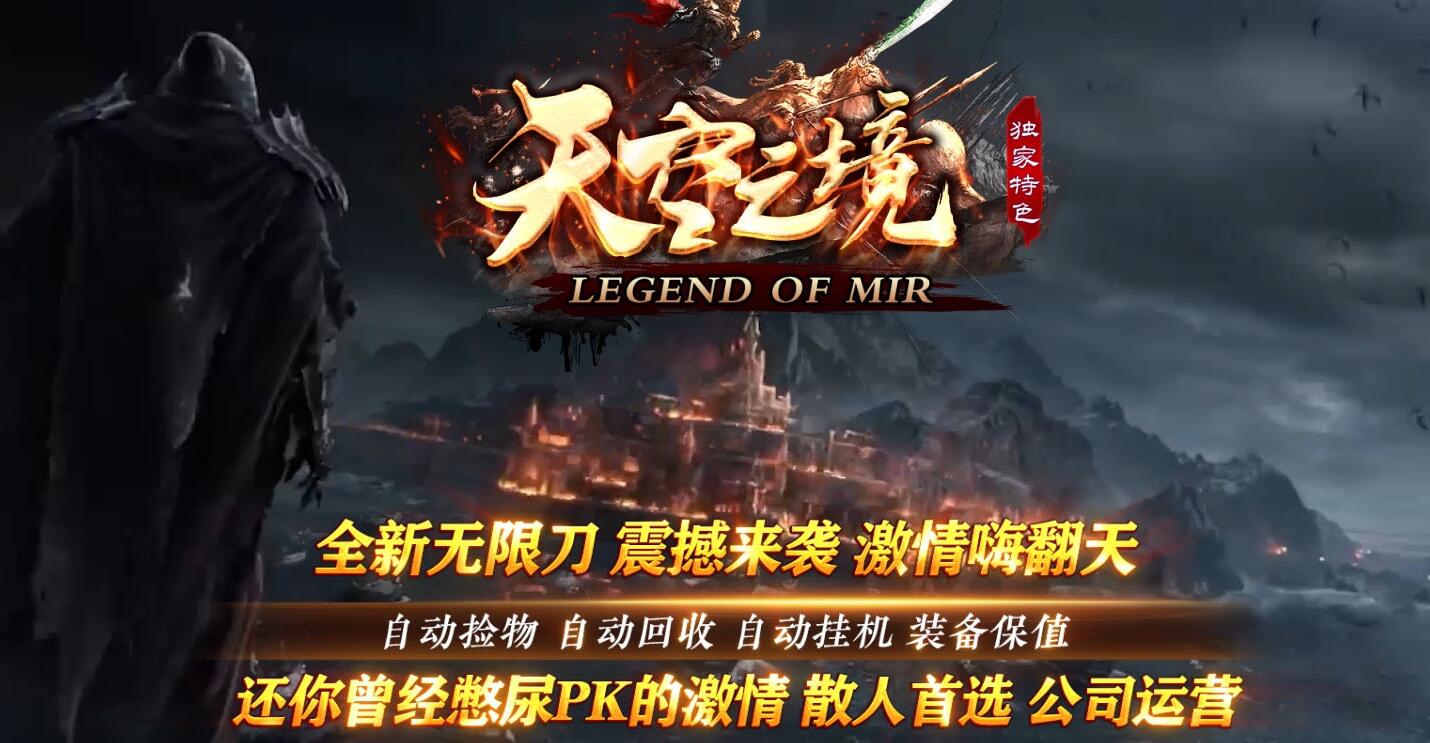 天空之境
独家特色
LEGEND OF MIR
全新无限刀 震撼来袭 激情嗨翻天
自动捡物 自动回收 自动挂机 装备保值
还你曾经憋尿PK的激情 散人首选 公司运营